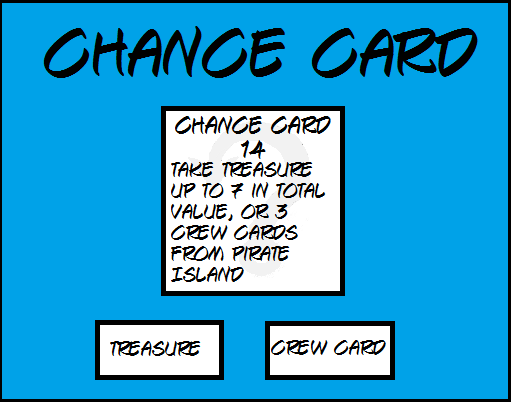 CHANCE CARD
CHANCE CARD
14
TAKE TREASURE
UP TO 7 IN TOTAL
VALUE, OR 3
CREW CARDS
FROM PIRATE
ISLAND
TREASURE
CREW CARD